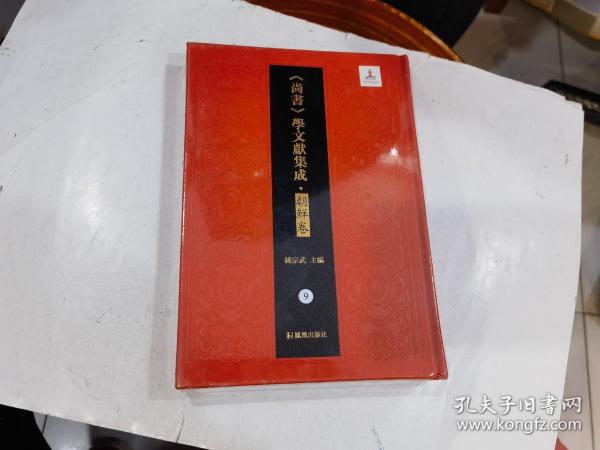 《尚書》學文獻集成·朝鮮卷
錢宗武 主編
9
鳳凰出版社
孔夫子旧书网
www.kongfz.com